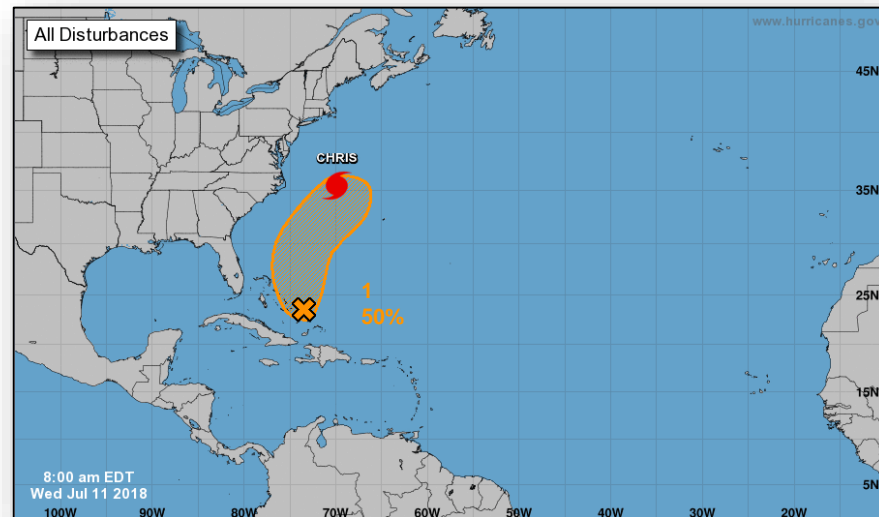 All Disturbances
www.hurricanes.gov
45N
CHRIS
35N
1
25N
50%
15N
8:00 am EDT
Wed Jul 11 2018
5N
100W 90W 80W 70W 60W 50W 40W 30W 20W